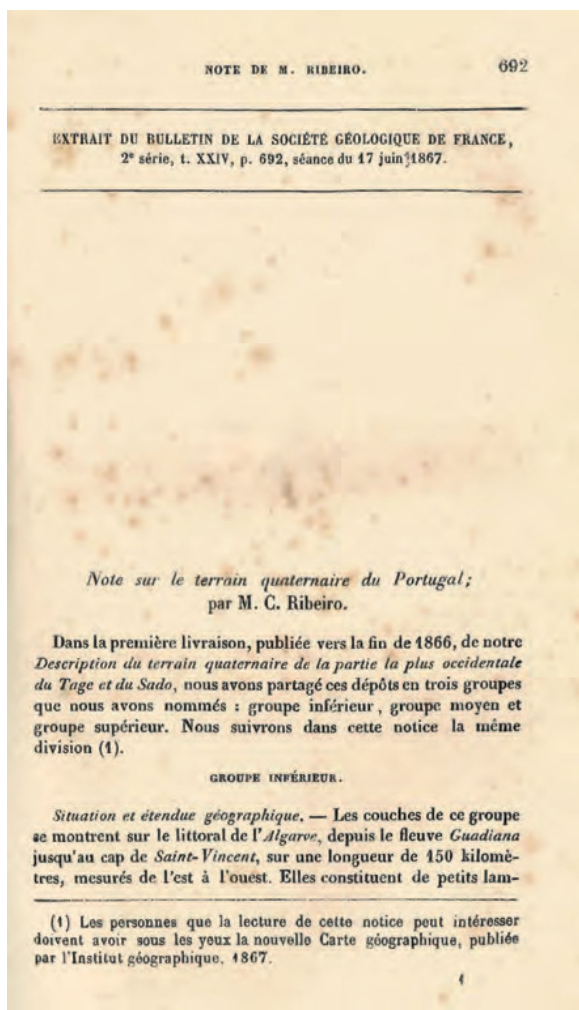 NOTE DE M. RIBEIRO. 692
EXTRAIT DU BULLETIN DE LA SOCIÉTÉ GÉOLOGIQUE DE FRANCE,
2e série, t. XXIV, p. 692, séance du 17 juin 1867.
Note sur le terrain quaternaire du Portugal;
par M. C. Ribeiro.
Dans la première livraison, publiée vers la fin de 1866, de notre
Description du terrain quaternaire de la partie la plus occidentale
du Tage et du Sado, nous avons partagé ces dépôts en trois groupes
que nous avons nommés : groupe inférieur, groupe moyen et
groupe supérieur. Nous suivrons dans cette notice la même
division (1).
GROUPE INFÉRIEUR.
Situation et étendue géographique. — Les couches de ce groupe
se montrent sur le littoral de l'Algarve, depuis le fleuve Guadiana
jusqu'au cap de Saint-Vincent, sur une longueur de 150 kilomè-
tres, mesurés de l'est à l'ouest. Elles constituent de petits lam-
(1) Les personnes que la lecture de cette notice peut intéresser
doivent avoir sous les yeux la nouvelle Carte géographique, publiée
par l'Institut géographique. 1867.
1